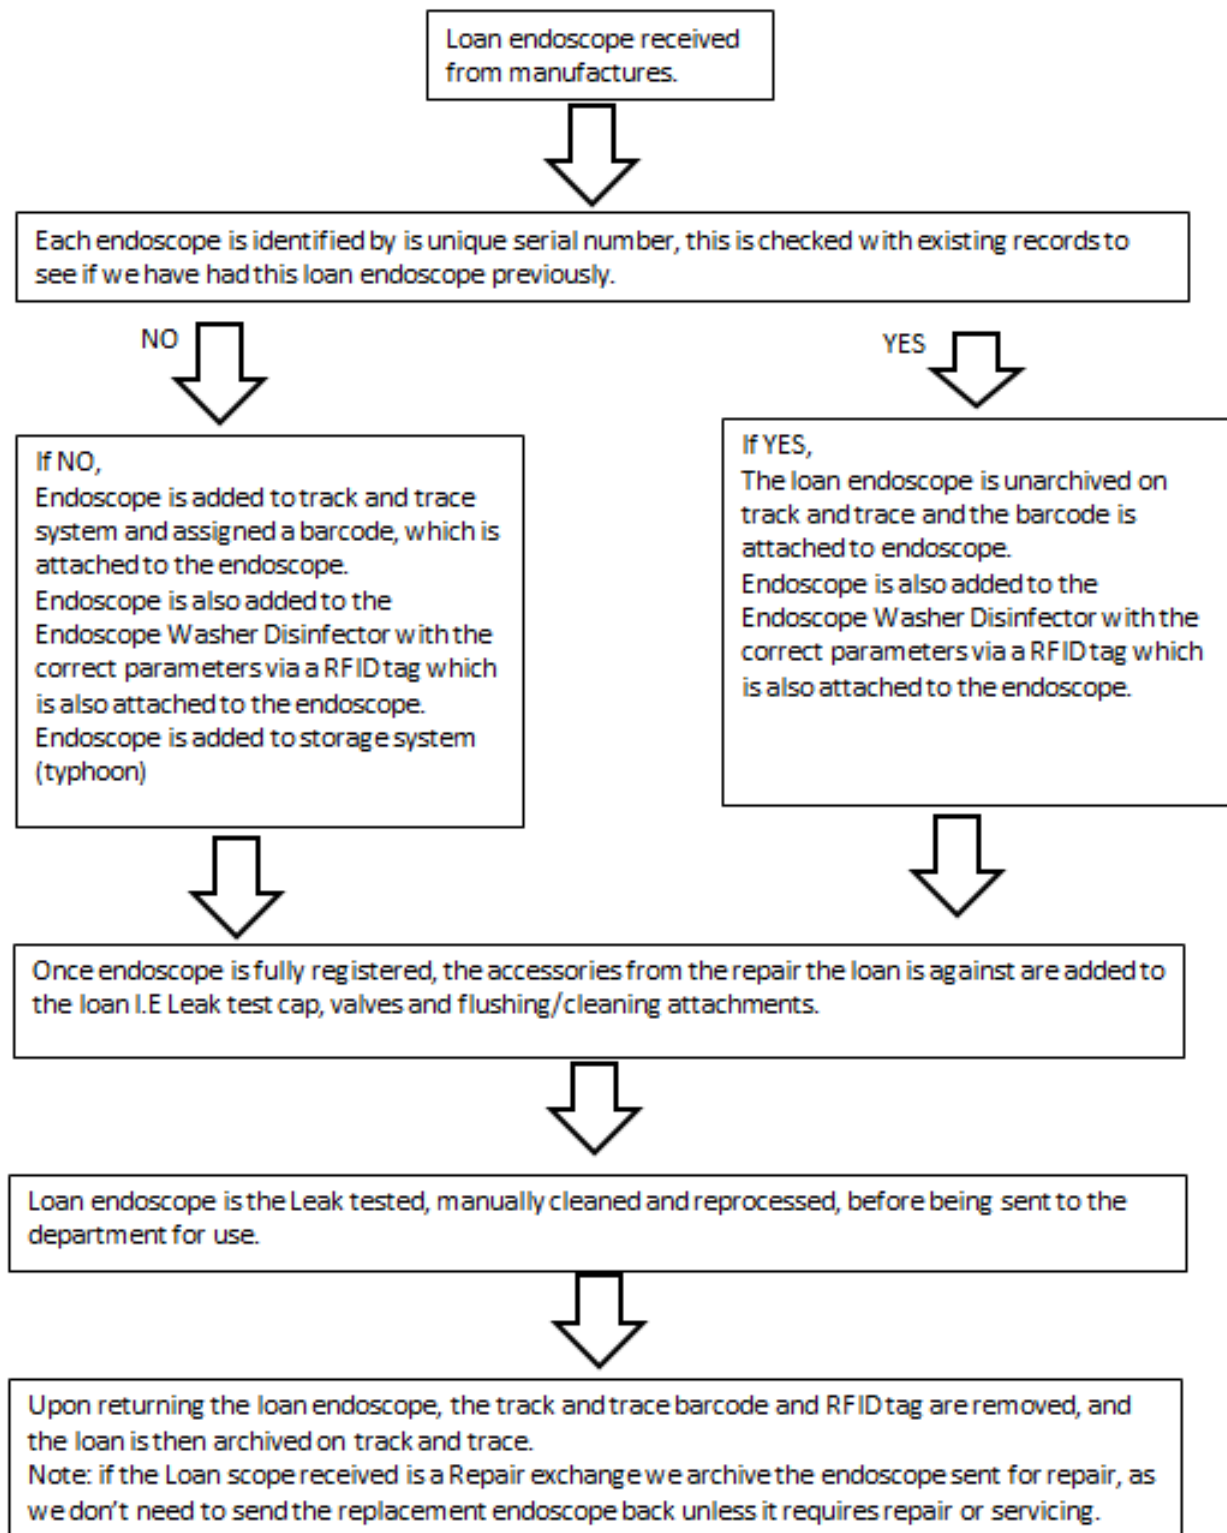 Loan endoscope received
from manufactures.
Each endoscope is identified by is unique serial number, this is checked with existing records to
see if we have had this loan endoscope previously.
NO
YES
If NO,
Endoscope is added to track and trace
system and assigned a barcode, which is
attached to the endoscope.
Endoscope is also added to the
Endoscope Washer Disinfector with the
correct parameters via a RFID tag which
is also attached to the endoscope.
Endoscope is added to storage system
(typhoon)
If YES,
The loan endoscope is unarchived on
track and trace and the barcode is
attached to endoscope.
Endoscope is also added to the
Endoscope Washer Disinfector with the
correct parameters via a RFID tag which
is also attached to the endoscope.
Once endoscope is fully registered, the accessories from the repair the loan is against are added to
the loan I.E Leak test cap, valves and flushing/cleaning attachments.
Loan endoscope is the Leak tested, manually cleaned and reprocessed, before being sent to the
department for use.
Upon returning the loan endoscope, the track and trace barcode and RFID tag are removed, and
the loan is then archived on track and trace.
Note: if the Loan scope received is a Repair exchange we archive the endoscope sent for repair, as
we don't need to send the replacement endoscope back unless it requires repair or servicing.